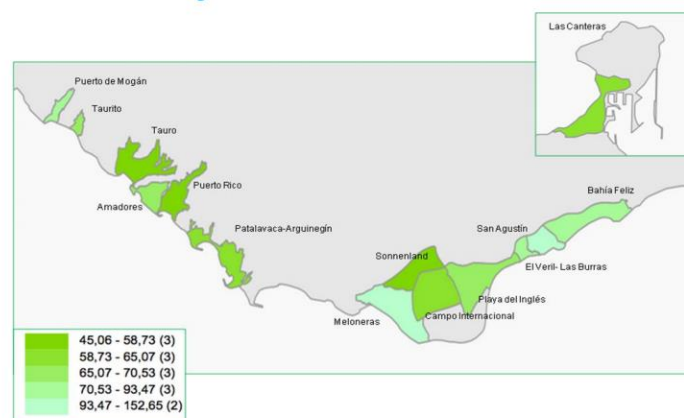 Las Canteras
Puerto de Mogán
Taurito
Tauro
Puerto Rico
Bahía Feliz
Amadores
Patalavaca-Arguinegín
San Agustín
Sonnenland
El Veril- Las Burras
Playa del Inglés
Campo Internacional
Meloneras
45,06 - 58,73 (3)
58,73 - 65,07 (3)
65,07 - 70,53 (3)
70,53 - 93,47 (3)
93,47 - 152,65 (2)